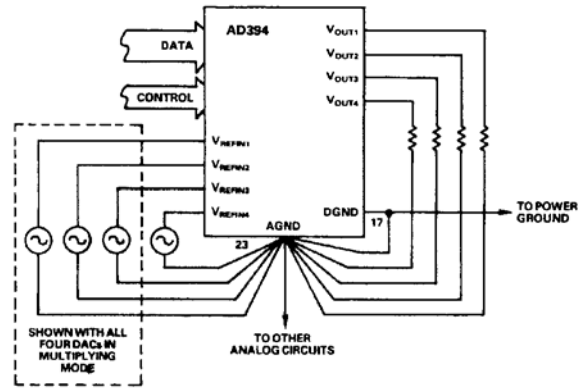 AD394
DATA
CONTROL
VOUT1
VOUT2
VOUT3
VOUT4
VREFIN1
VREFIN2
VREFIN3
VREFIN4
AGND
DGND
23
17
TO POWER
GROUND
TO OTHER
ANALOG CIRCUITS
SHOWN WITH ALL
FOUR DACs IN
MULTIPLYING
MODE